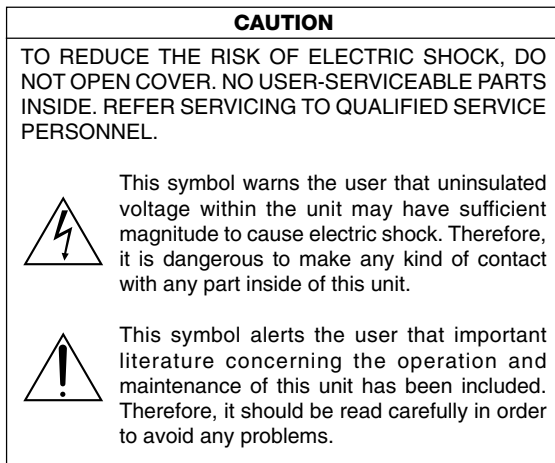 CAUTION
TO REDUCE THE RISK OF ELECTRIC SHOCK, DO
NOT OPEN COVER. NO USER-SERVICEABLE PARTS
INSIDE. REFER SERVICING TO QUALIFIED SERVICE
PERSONNEL.
This symbol warns the user that uninsulated
voltage within the unit may have sufficient
magnitude to cause electric shock. Therefore,
it is dangerous to make any kind of contact
with any part inside of this unit.
This symbol alerts the user that important
literature concerning the operation and
maintenance of this unit has been included.
Therefore, it should be read carefully in order
to avoid any problems.